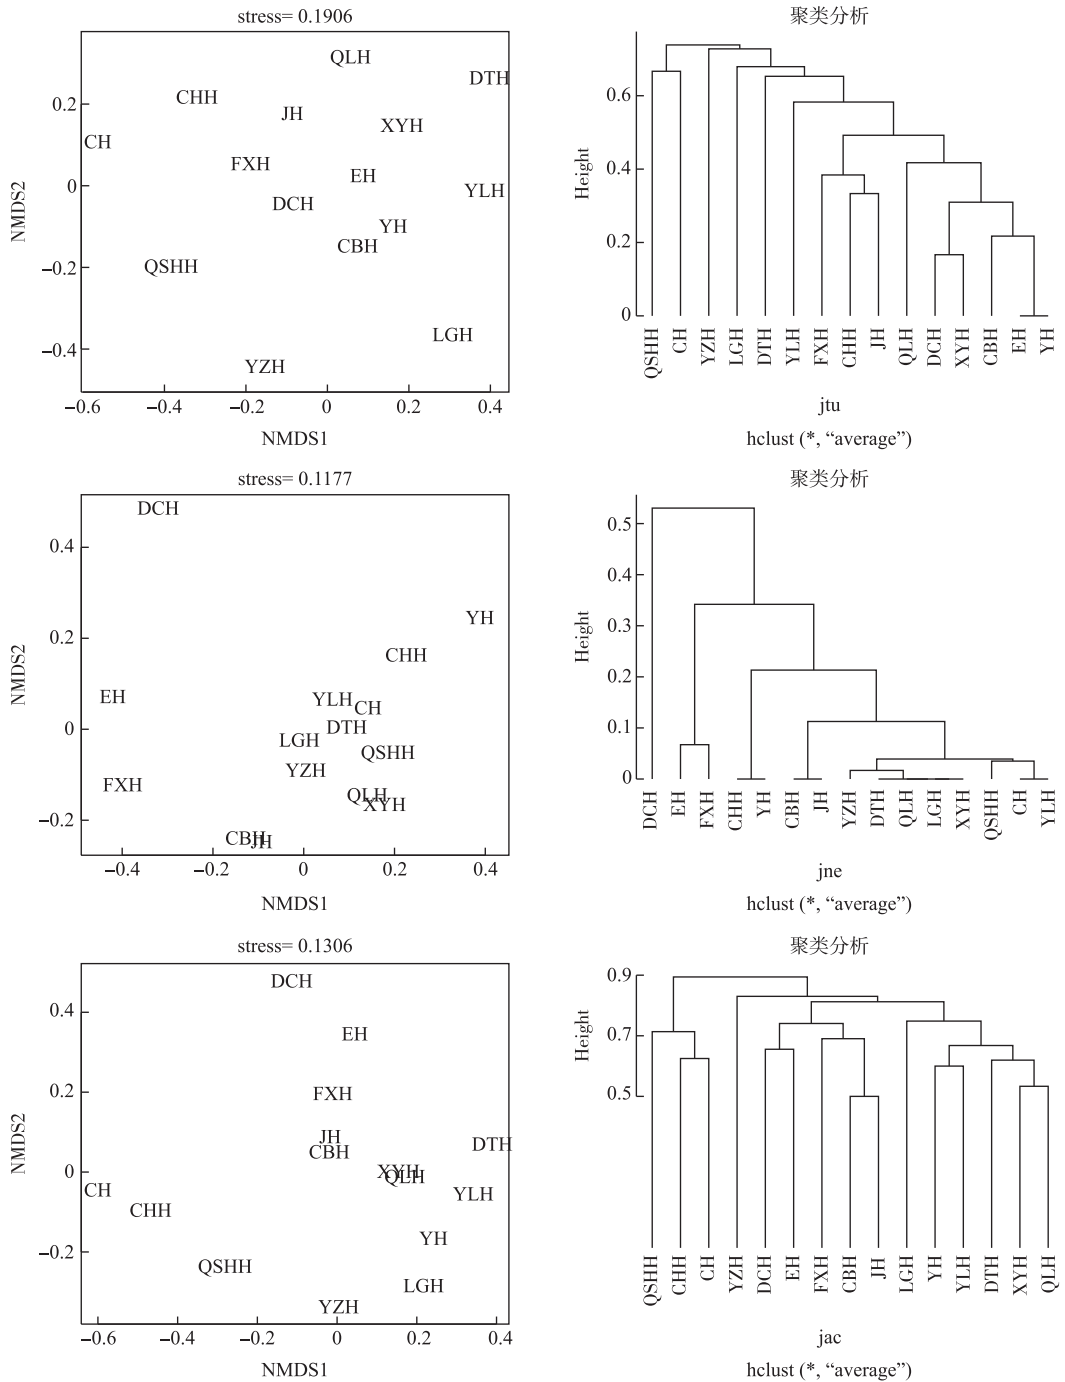 stress= 0.1906
QLH
DTH
CHH
JH
XYH
CH
FXH
EH
YLH
DCH
YH
CBH
QSHH
LGH
YZH
0.2
0
−0.2
−0.4
NMDS2
−0.6 −0.4 −0.2 0 0.2 0.4
NMDS1
聚类分析
0.6
0.4
0.2
0
Height
QSHH CH YZH LGH DTH YLH FXH CHH JH QLH DCH XYH CBH EH YH
jtu
hclust (*, “average”)
stress= 0.1177
DCH
YH
CHH
EH
YLH
CH
DTH
LGH
QSHH
YZH
FXH
QLH
XYH
CBH
JH
0.4
0.2
0
−0.2
NMDS2
−0.4 −0.2 0 0.2 0.4
NMDS1
聚类分析
0.5
0.4
0.3
0.2
0.1
0
Height
DCH EH FXH CHH YH CBH JH YZH DTH QLH LGH XYH QSHH CH YLH
jne
hclust (*, “average”)
stress= 0.1306
DCH
EH
FXH
JH
CBH
DTH
XYH
QLH
CH
YLH
CHH
YH
QSHH
LGH
YZH
0.4
0.2
0
−0.2
NMDS2
−0.6 −0.4 −0.2 0 0.2 0.4
NMDS1
聚类分析
0.9
0.7
0.5
Height
QSHH CHH CH YZH DCH EH FXH CBH JH LGH YH YLH DTH XYH QLH
jac
hclust (*, “average”)